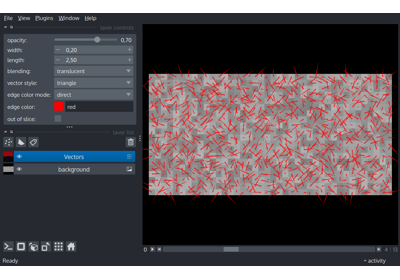 File View Plugins Window Help
layer controls
opacity: 0,70
width: 0,20
length: 2,50
blending: translucent
vector style: triangle
edge color mode: direct
edge color: red
out of slice:
layer list
Vectors
background
0
Ready
activity